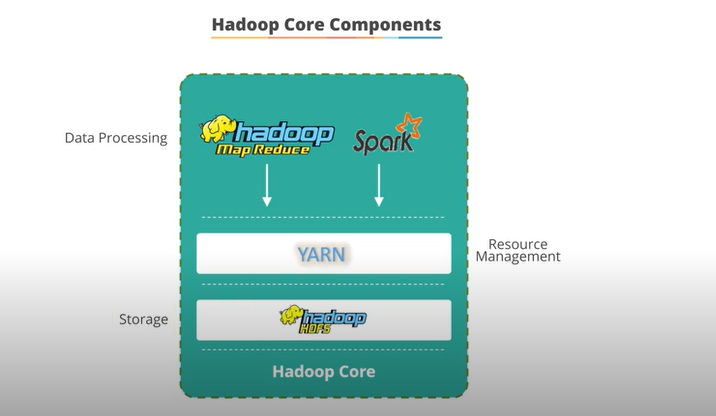 Hadoop Core Components
Data Processing
hadoop
Map Reduce
Spark
YARN
Resource
Management
Storage
hadoop
HDFS
Hadoop Core